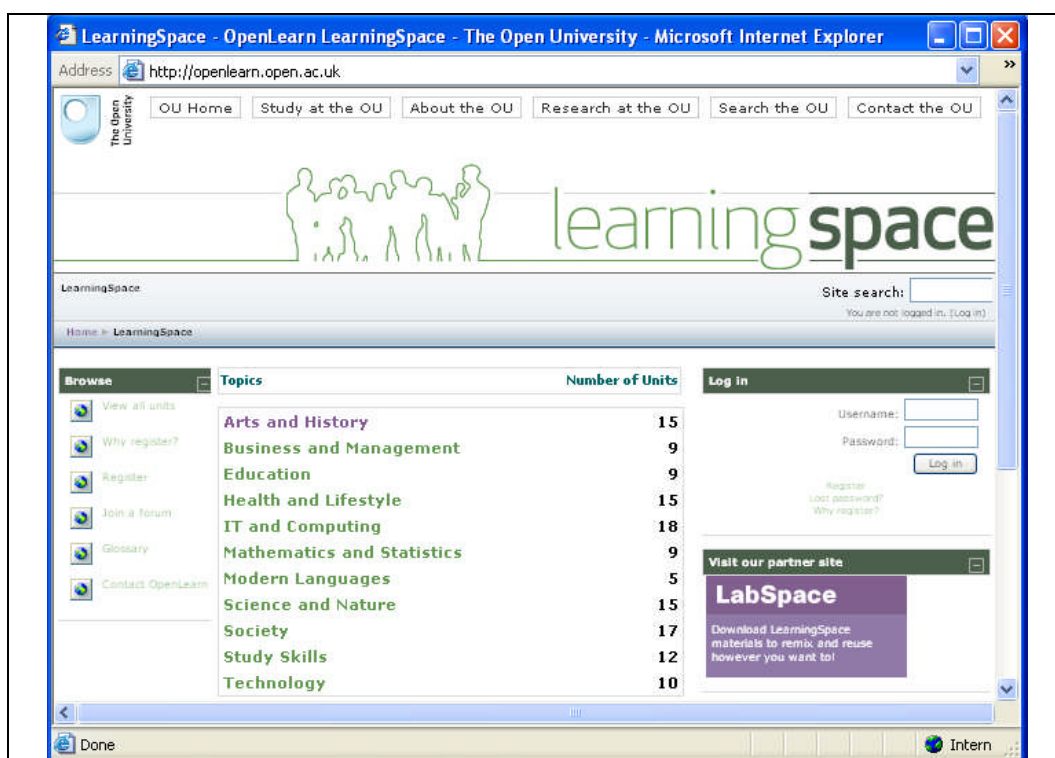 LearningSpace - OpenLearn LearningSpace - The Open University - Microsoft Internet Explorer
Address http://openlearn.open.ac.uk
The Open
University
OU Home Study at the OU About the OU Research at the OU Search the OU Contact the OU
learningspace
LearningSpace
Site search:
You are not logged in. (Log in)
Home ► LearningSpace
Browse
View all units
Why register?
Register
Join a forum
Glossary
Contact OpenLearn
Topics Number of Units
Arts and History 15
Business and Management 9
Education 9
Health and Lifestyle 15
IT and Computing 18
Mathematics and Statistics 9
Modern Languages 5
Science and Nature 15
Society 17
Study Skills 12
Technology 10
Log in
Username:
Password:
Log in
Register
Lost password?
Why register?
Visit our partner site
LabSpace
Download LearningSpace
materials to remix and reuse
however you want to!
Done Intern